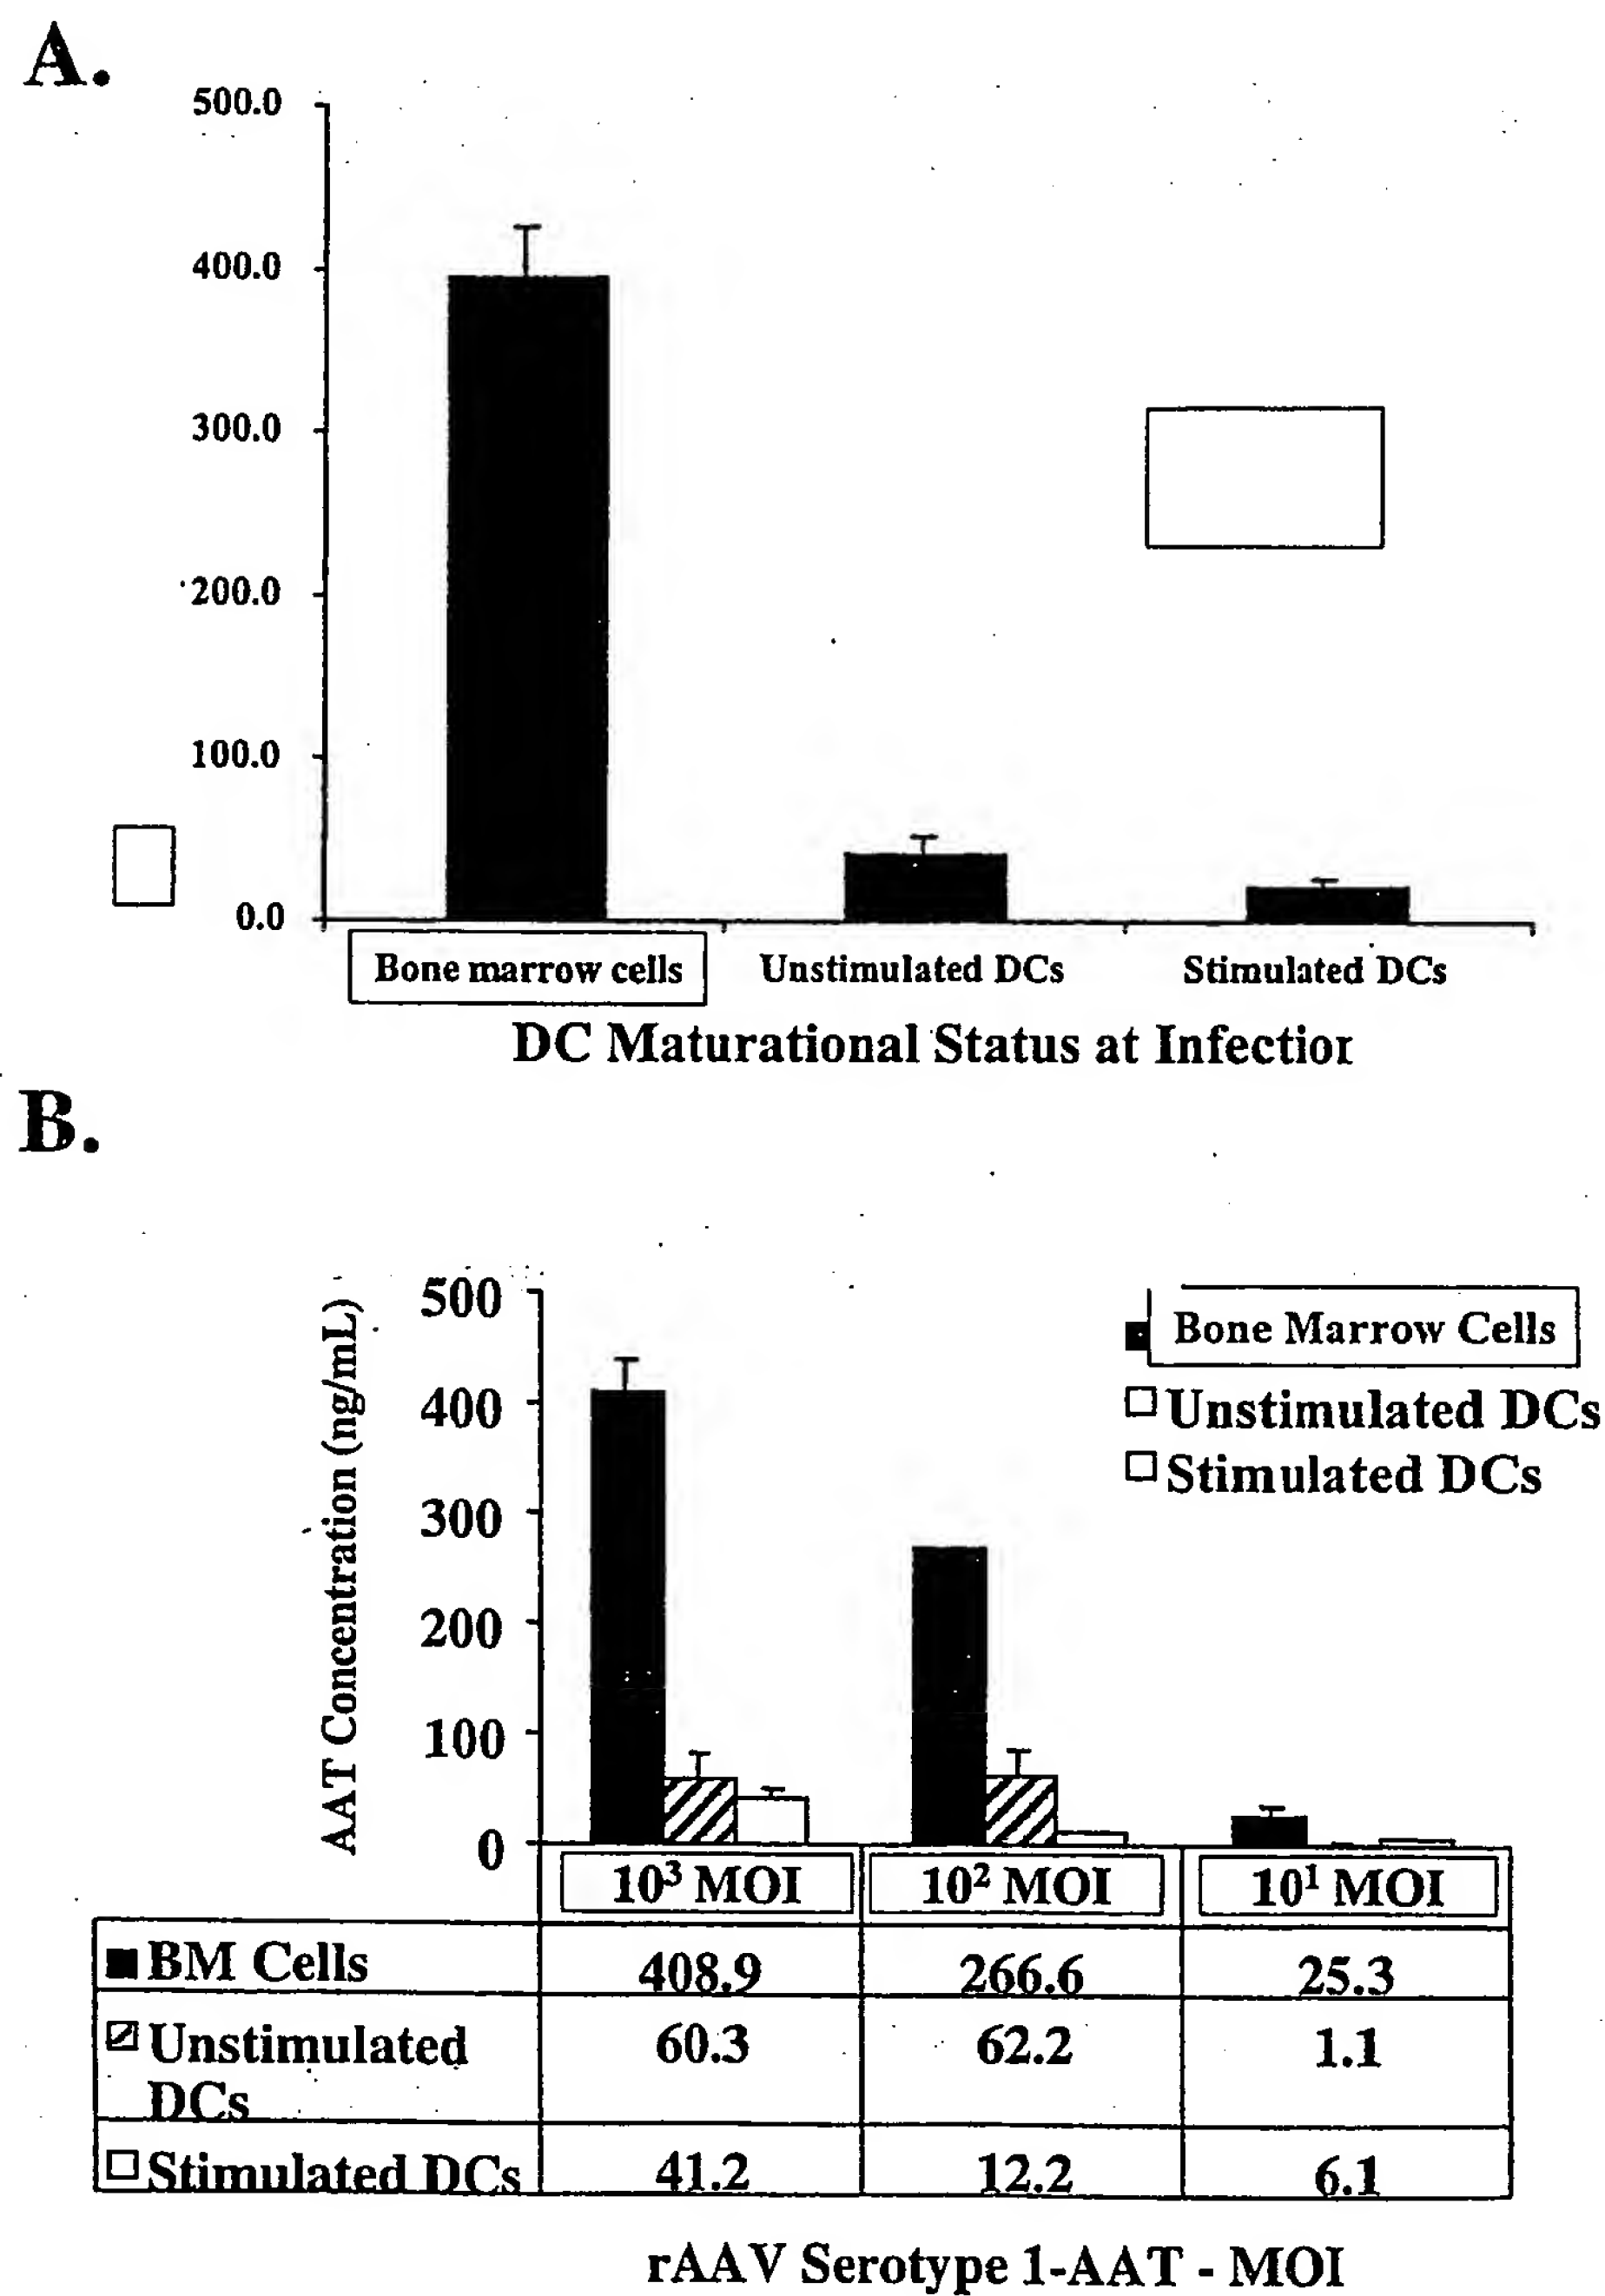 A.
500.0
400.0
300.0
200.0
100.0
0.0
Bone marrow cells Unstimulated DCs Stimulated DCs
DC Maturational Status at Infection
B.
AAT Concentration (ng/mL)
500
400
300
200
100
0
Bone Marrow Cells
Unstimulated DCs
Stimulated DCs
10³ MOI 10² MOI 10¹ MOI
BM Cells 408.9 266.6 25.3
Unstimulated 60.3 62.2 1.1
DCs
Stimulated DCs 41.2 12.2 6.1
rAAV Serotype 1-AAT - MOI